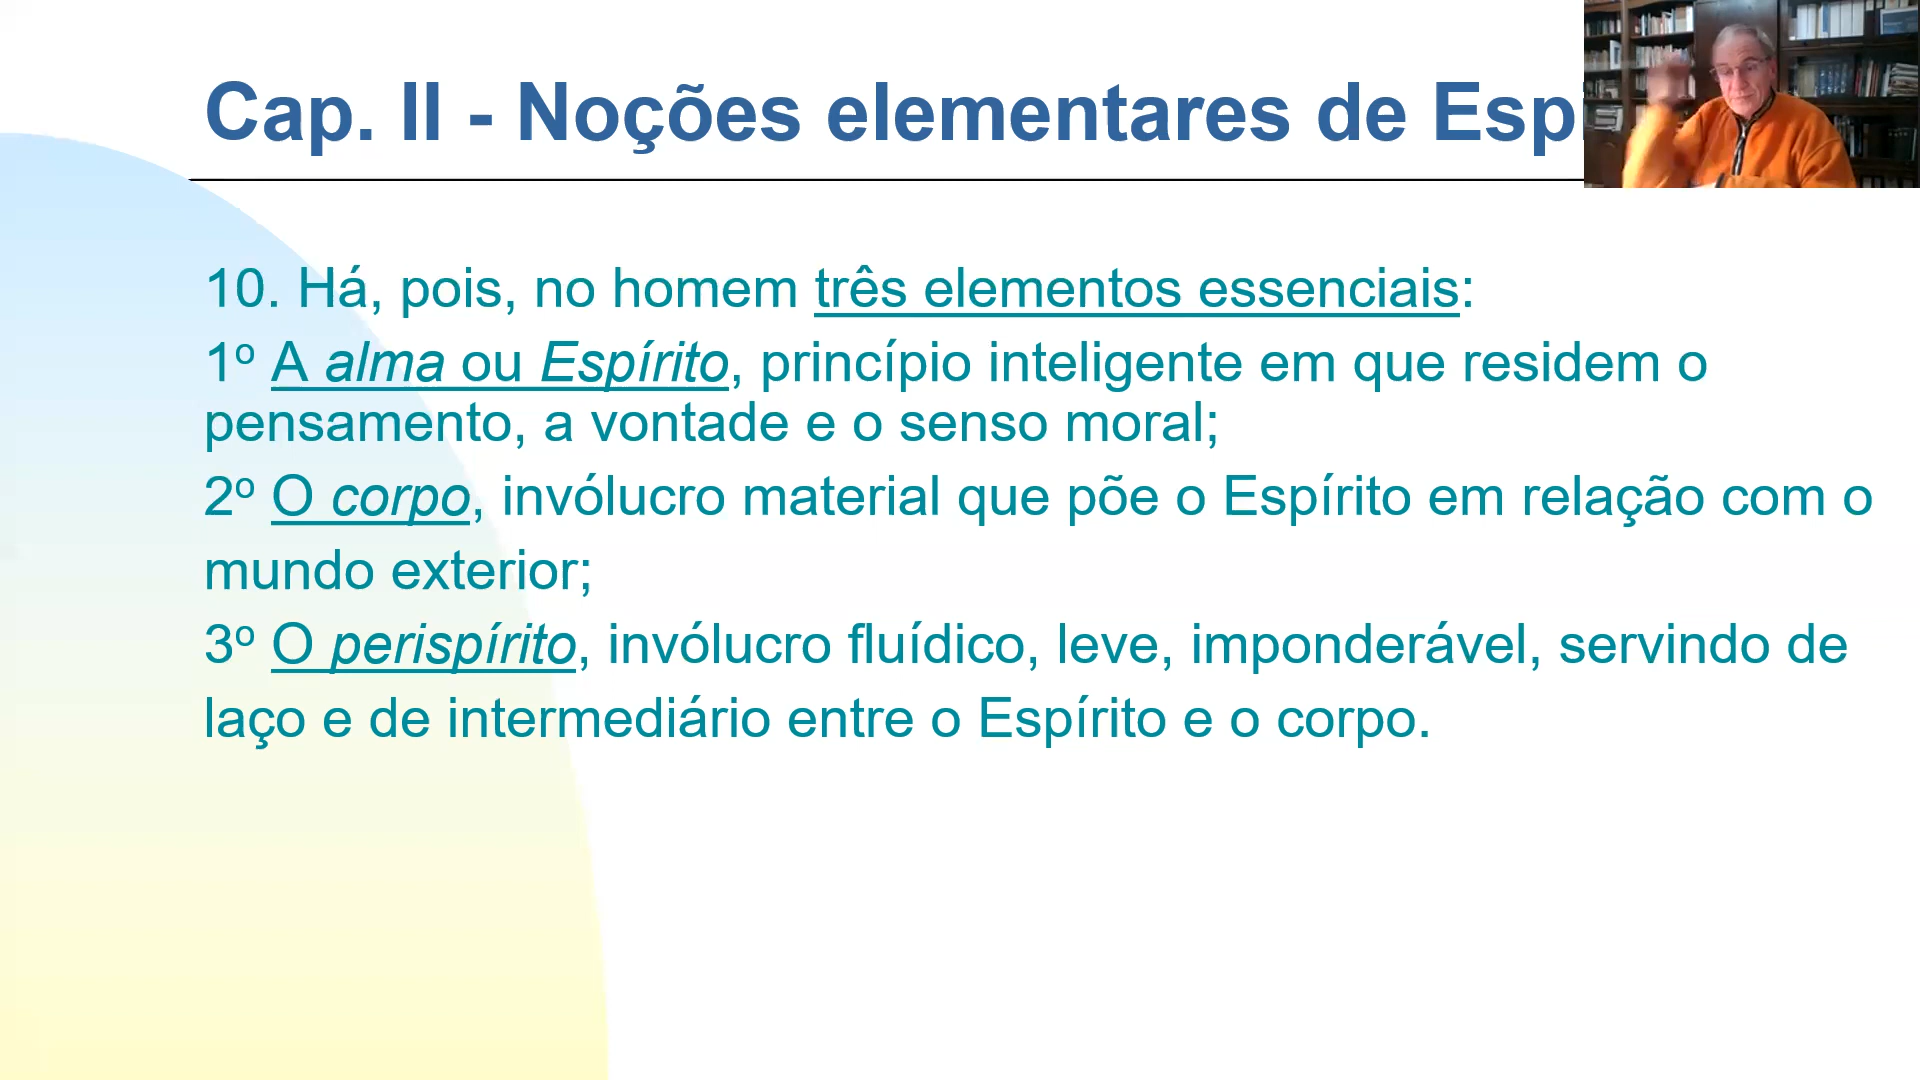 Cap. II - Noções elementares de Esp
10. Há, pois, no homem três elementos essenciais:
1º A alma ou Espírito, princípio inteligente em que residem o
pensamento, a vontade e o senso moral;
2º O corpo, invólucro material que põe o Espírito em relação com o
mundo exterior;
3º O perispírito, invólucro fluídico, leve, imponderável, servindo de
laço e de intermediário entre o Espírito e o corpo.